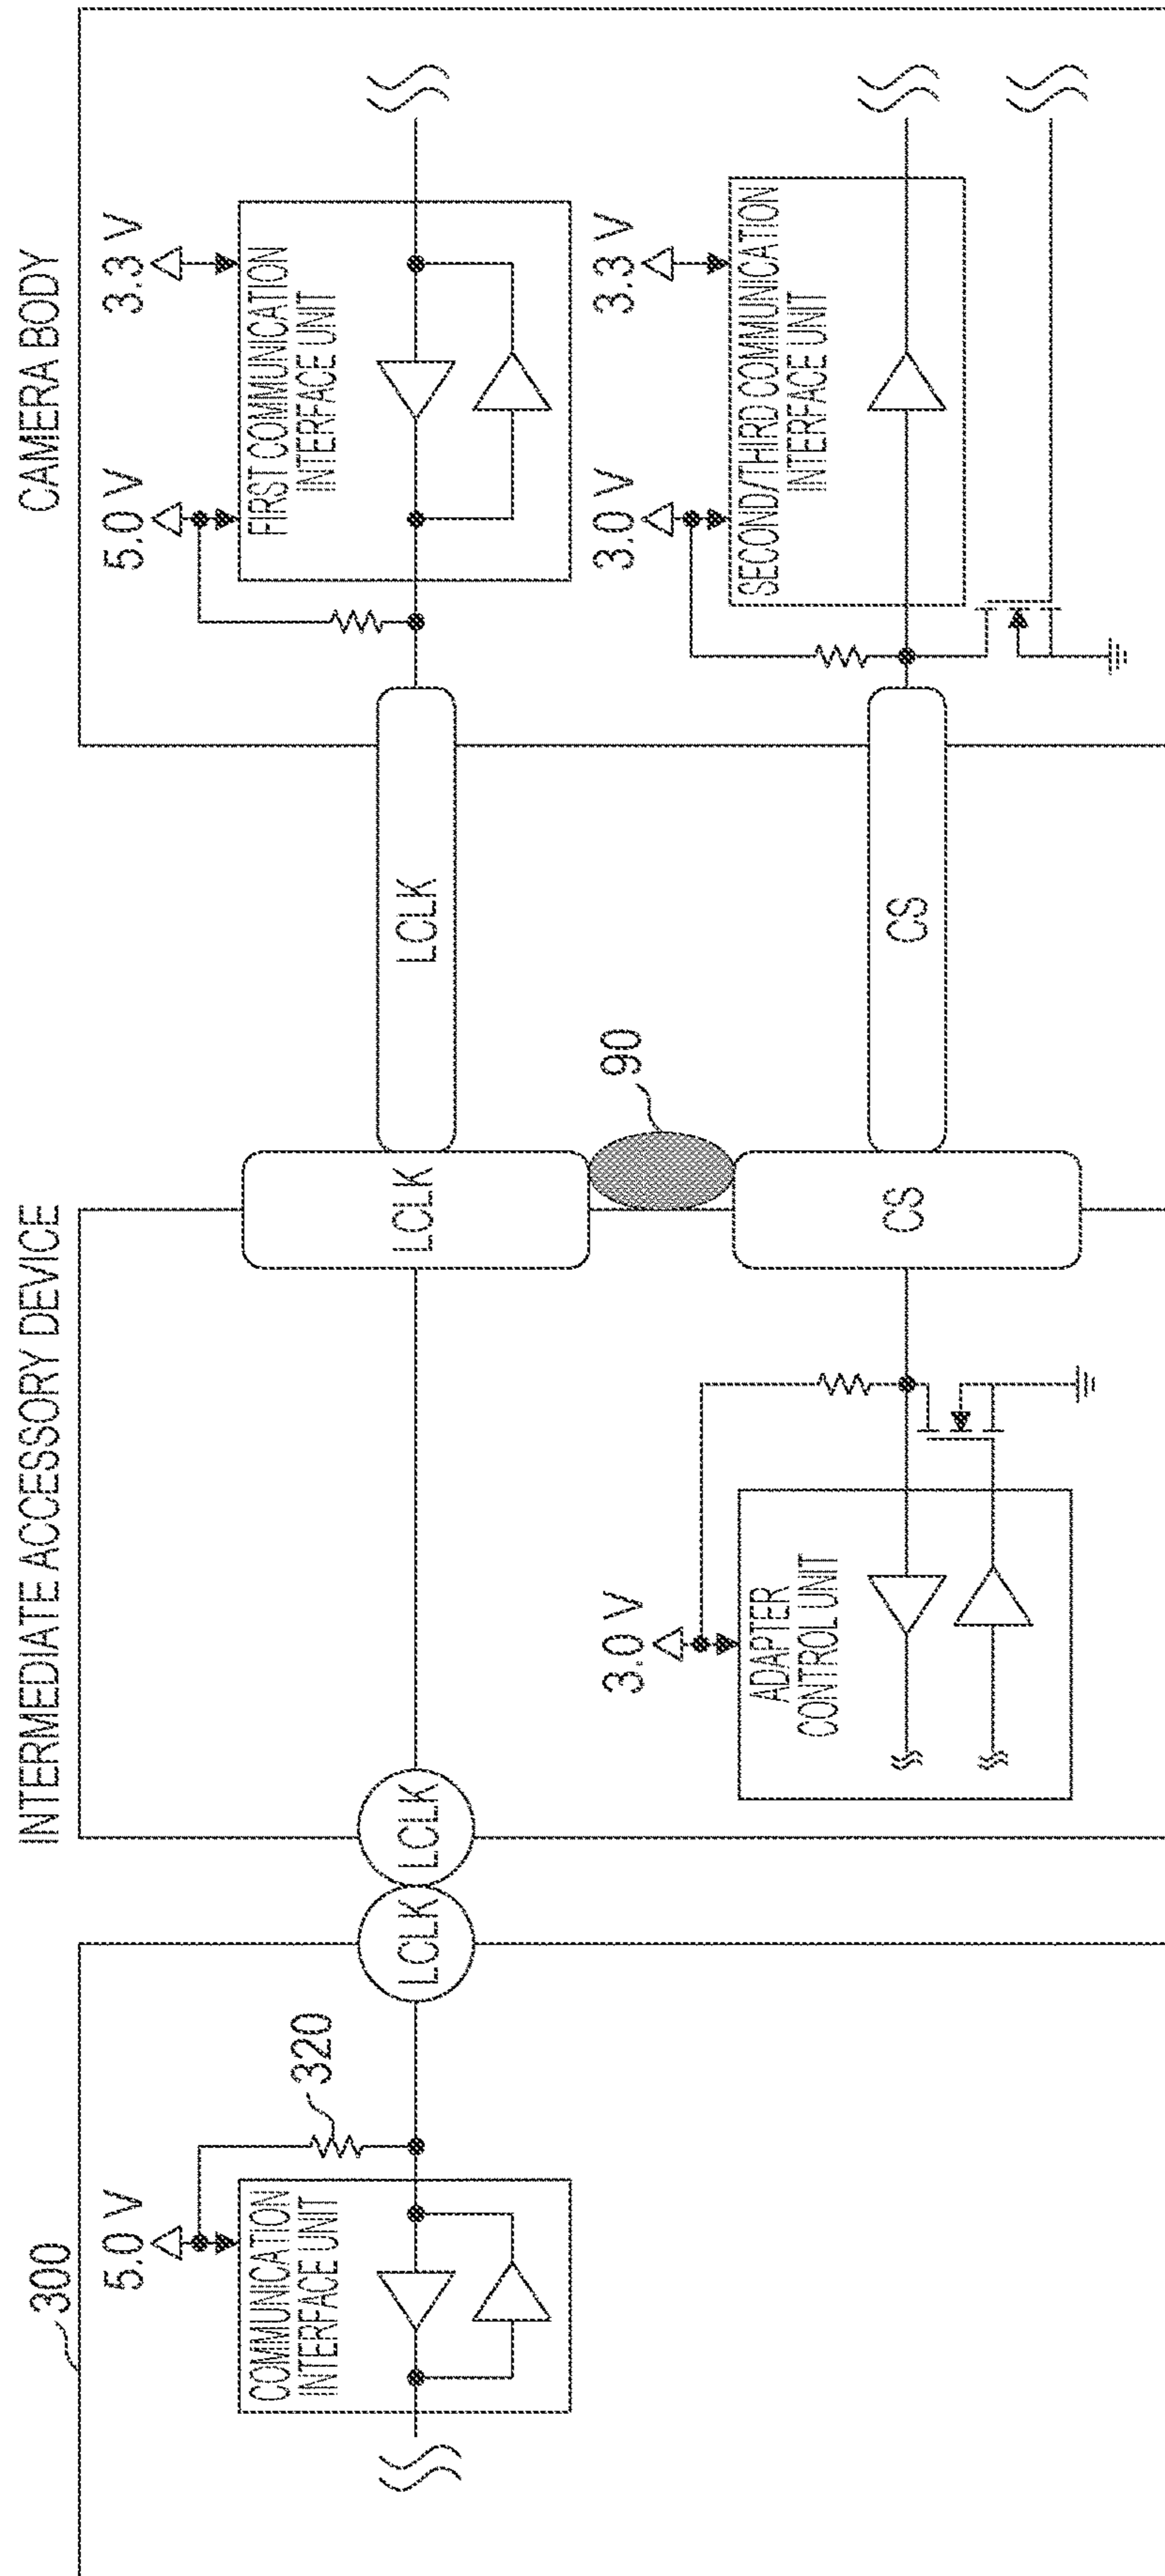 300
5.0 V
COMMUNICATION
INTERFACE UNIT
320
LCLK
INTERMEDIATE ACCESSORY DEVICE
LCLK
3.0 V
ADAPTER
CONTROL UNIT
LCLK
CS
90
LCLK
CS
CAMERA BODY
5.0 V
3.3 V
FIRST COMMUNICATION
INTERFACE UNIT
3.0 V
3.3 V
SECOND/THIRD COMMUNICATION
INTERFACE UNIT